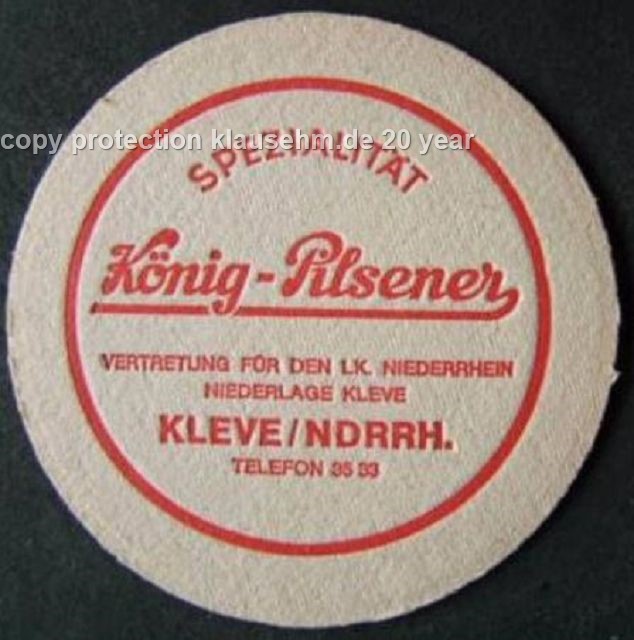 copy protection klausehm.de 20 year
SPEZIALITÄT
König-Pilsener
VERTRETUNG FÜR DEN LK. NIEDERRHEIN
NIEDERLAGE KLEVE
KLEVE/NDRRH.
TELEFON 35 33